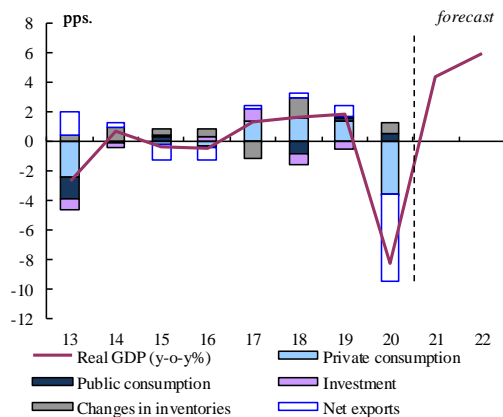 pps.
forecast
8
6
4
2
0
-2
-4
-6
-8
-10
-12
13 14 15 16 17 18 19 20 21 22
Real GDP (y-o-y%) Private consumption
Public consumption Investment
Changes in inventories Net exports